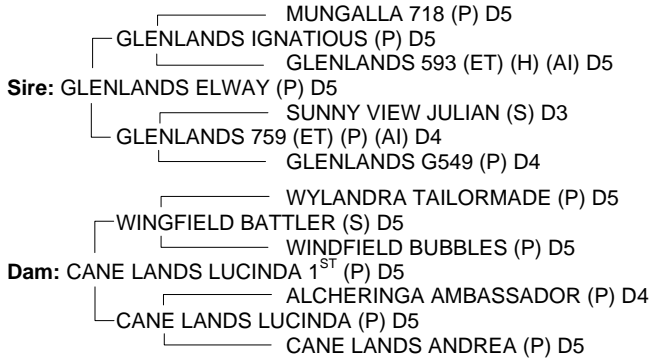 MUNGALLA 718 (P) D5
GLENLANDS IGNATIOUS (P) D5
GLENLANDS 593 (ET) (H) (AI) D5
Sire: GLENLANDS ELWAY (P) D5
SUNNY VIEW JULIAN (S) D3
GLENLANDS 759 (ET) (P) (AI) D4
GLENLANDS G549 (P) D4
WYLANDRA TAILORMADE (P) D5
WINGFIELD BATTLER (S) D5
WINDFIELD BUBBLES (P) D5
Dam: CANE LANDS LUCINDA 1ST (P) D5
ALCHERINGA AMBASSADOR (P) D4
CANE LANDS LUCINDA (P) D5
CANE LANDS ANDREA (P) D5